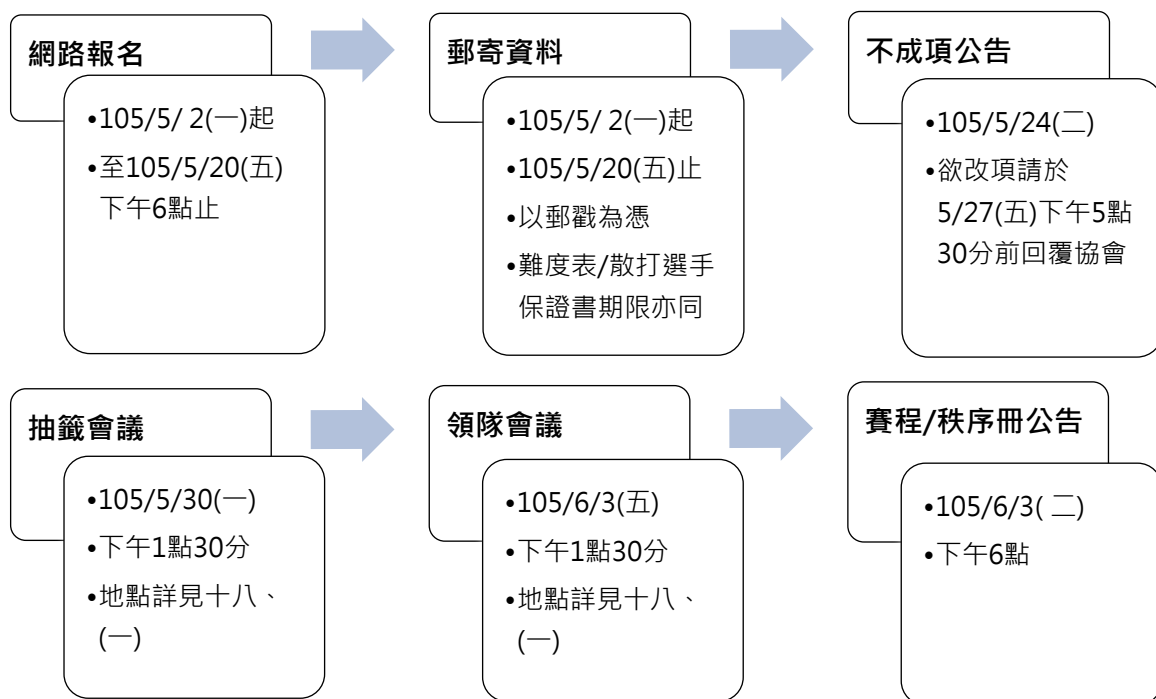 網路報名
•105/5/ 2(一)起
•至105/5/20(五)
下午6點止
郵寄資料
•105/5/ 2(一)起
•105/5/20(五)止
•以郵戳為憑
•難度表/散打選手
保證書期限亦同
不成項公告
•105/5/24(二)
•欲改項請於
5/27(五)下午5點
30分前回覆協會
抽籤會議
•105/5/30(一)
•下午1點30分
•地點詳見十八、
(一)
領隊會議
•105/6/3(五)
•下午1點30分
•地點詳見十八、
(一)
賽程/秩序冊公告
•105/6/3( 二)
•下午6點